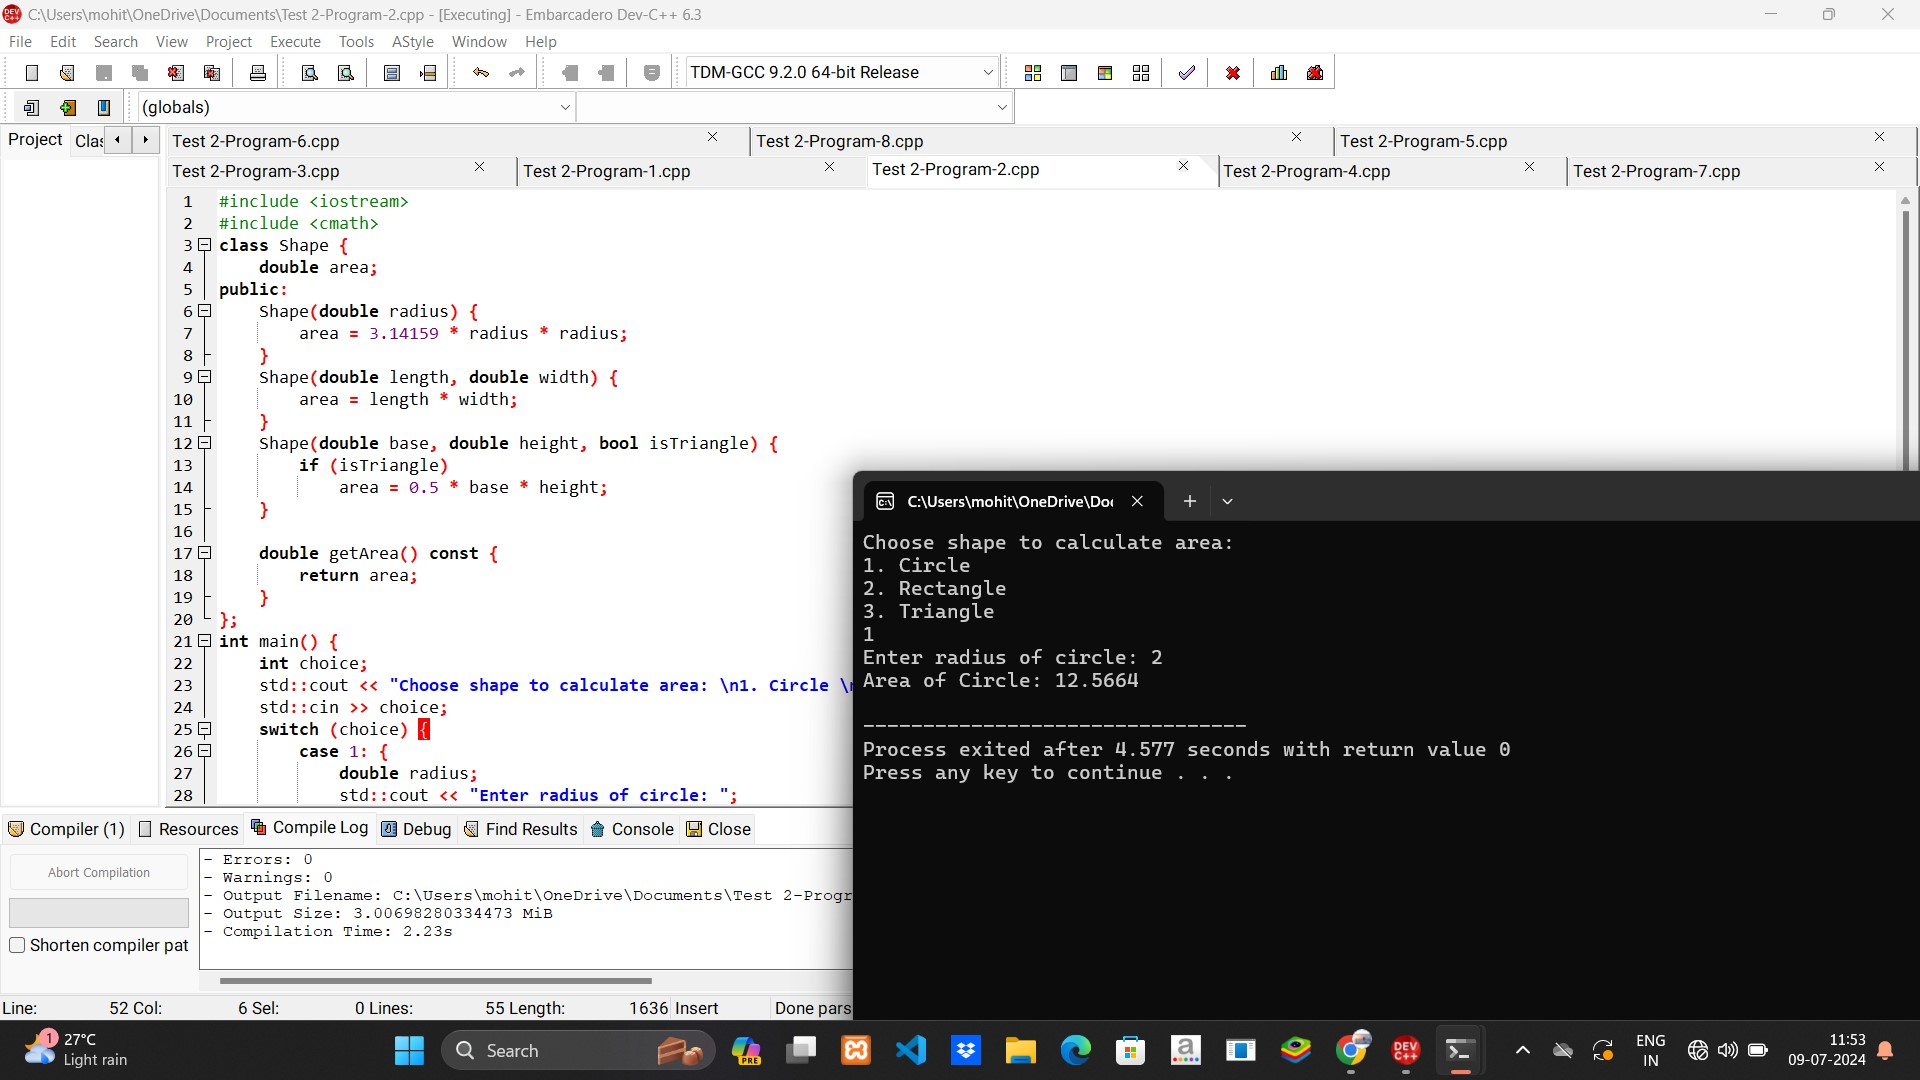 C:\Users\mohit\OneDrive\Documents\Test 2-Program-2.cpp - [Executing] - Embarcadero Dev-C++ 6.3
File Edit Search View Project Execute Tools AStyle Window Help
TDM-GCC 9.2.0 64-bit Release
(globals)
Project Clas
Test 2-Program-6.cpp Test 2-Program-8.cpp Test 2-Program-5.cpp
Test 2-Program-3.cpp Test 2-Program-1.cpp Test 2-Program-2.cpp Test 2-Program-4.cpp Test 2-Program-7.cpp
1 #include <iostream>
2 #include <cmath>
3 class Shape {
4 double area;
5 public:
6 Shape(double radius) {
7 area = 3.14159 * radius * radius;
8 }
9 Shape(double length, double width) {
10 area = length * width;
11 }
12 Shape(double base, double height, bool isTriangle) {
13 if (isTriangle)
14 area = 0.5 * base * height;
15 }
16
17 double getArea() const {
18 return area;
19 }
20 };
21 int main() {
22 int choice;
23 std::cout << "Choose shape to calculate area: \n1. Circle \n
24 std::cin >> choice;
25 switch (choice) {
26 case 1: {
27 double radius;
28 std::cout << "Enter radius of circle: ";
C:\Users\mohit\OneDrive\Doc
Choose shape to calculate area:
1. Circle
2. Rectangle
3. Triangle
1
Enter radius of circle: 2
Area of Circle: 12.5664
--------------------------------
Process exited after 4.577 seconds with return value 0
Press any key to continue . . .
Compiler (1) Resources Compile Log Debug Find Results Console Close
Abort Compilation
Shorten compiler pat
- Errors: 0
- Warnings: 0
- Output Filename: C:\Users\mohit\OneDrive\Documents\Test 2-Progr
- Output Size: 3.00698280334473 MiB
- Compilation Time: 2.23s
Line: 52 Col: 6 Sel: 0 Lines: 55 Length: 1636 Insert Done pars
1 27°C
Light rain
Search
PRE
DEV C++
ENG
IN
11:53
09-07-2024